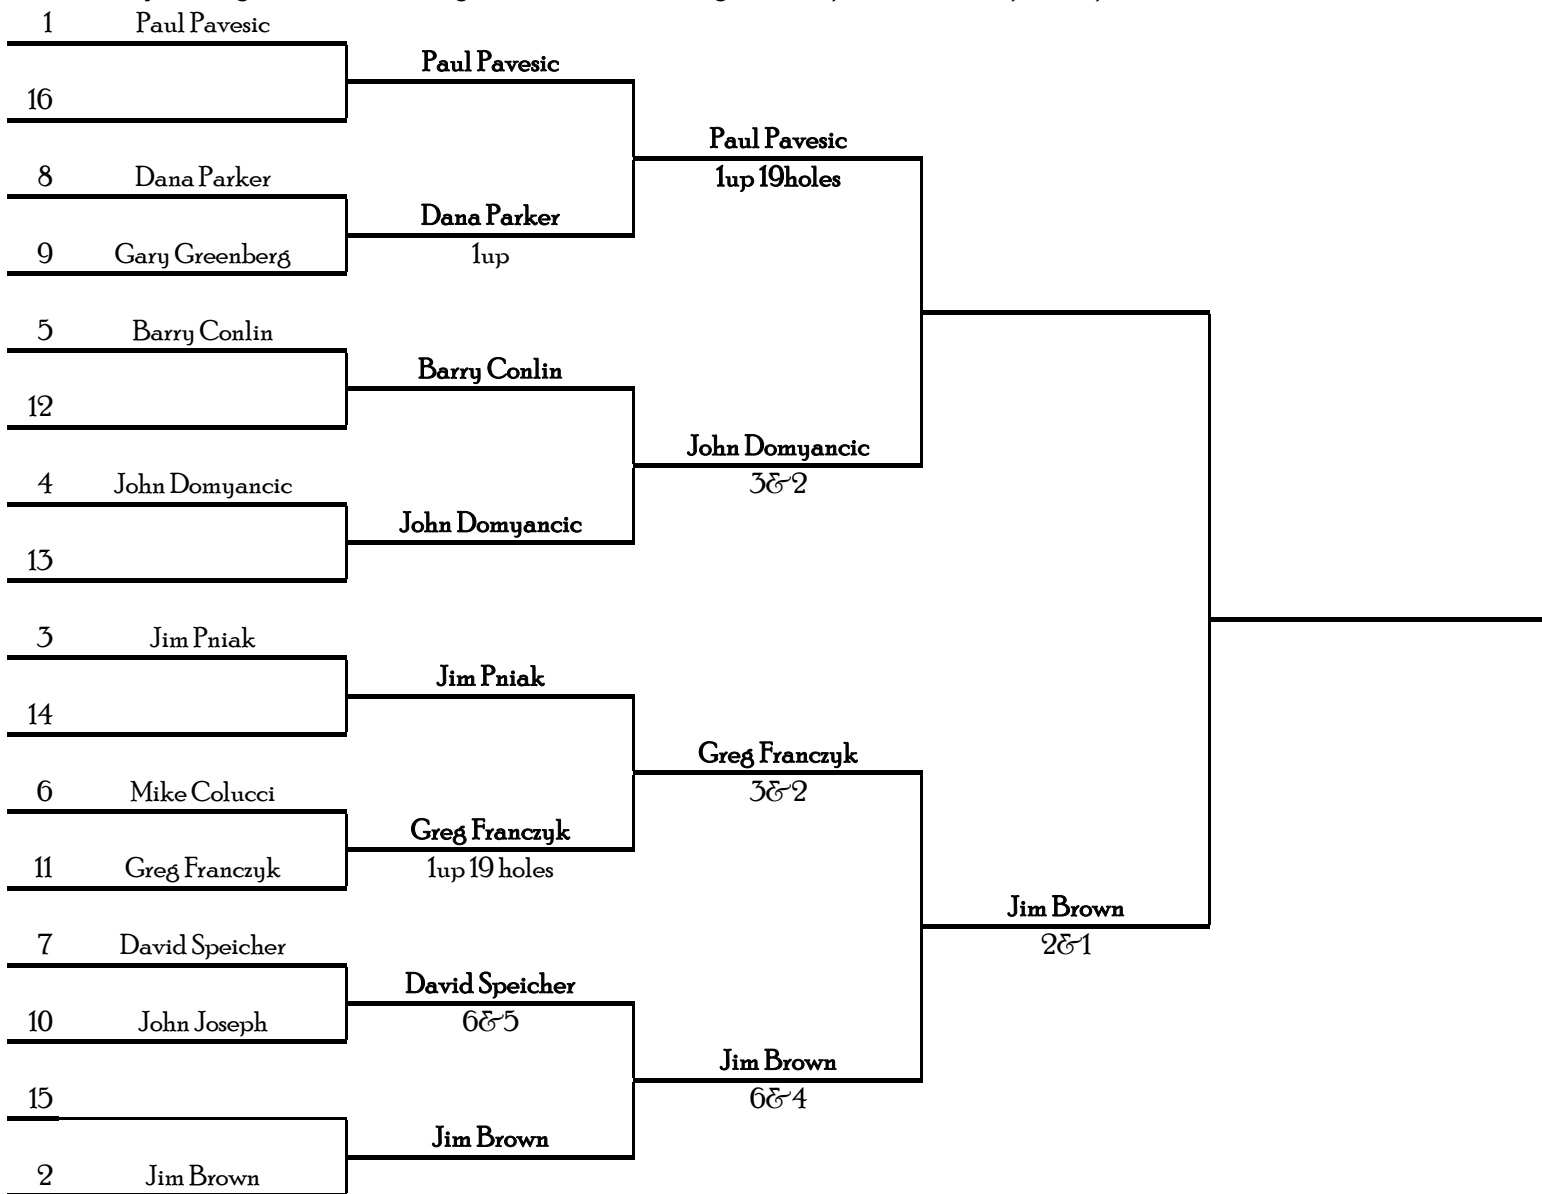 1 Paul Pavesic
Paul Pavesic
16
Paul Pavesic
8 Dana Parker
1up 19holes
Dana Parker
9 Gary Greenberg
1up
5 Barry Conlin
Barry Conlin
12
John Domyancic
4 John Domyancic
3&2
John Domyancic
13
3 Jim Pniak
Jim Pniak
14
Greg Franczyk
6 Mike Colucci
3&2
Greg Franczyk
11 Greg Franczyk
1up 19 holes
Jim Brown
7 David Speicher
2&1
David Speicher
10 John Joseph
6&5
Jim Brown
15
6&4
Jim Brown
2 Jim Brown